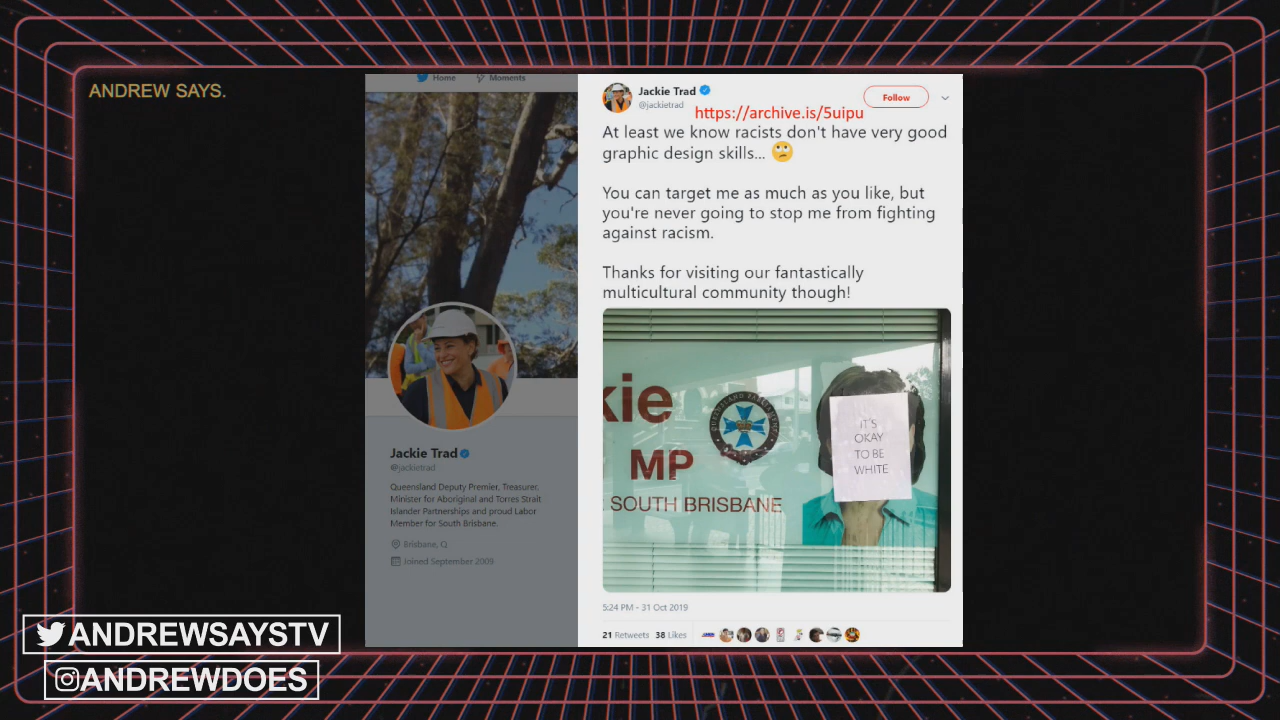 ANDREW SAYS.
Home Moments
Jackie Trad
@jackietrad
Queensland Deputy Premier, Treasurer,
Minister for Aboriginal and Torres Strait
Islander Partnerships and proud Labor
Member for South Brisbane.
Brisbane, Q
Joined September 2009
Jackie Trad
@jackietrad
Follow
https://archive.is/5uipu
At least we know racists don't have very good
graphic design skills...
You can target me as much as you like, but
you're never going to stop me from fighting
against racism.
Thanks for visiting our fantastically
multicultural community though!
kie
MP
SOUTH BRISBANE
IT'S
OKAY
TO BE
WHITE
5:24 PM - 31 Oct 2019
21 Retweets 38 Likes
ANDREWSAYSTV
ANDREWDOES